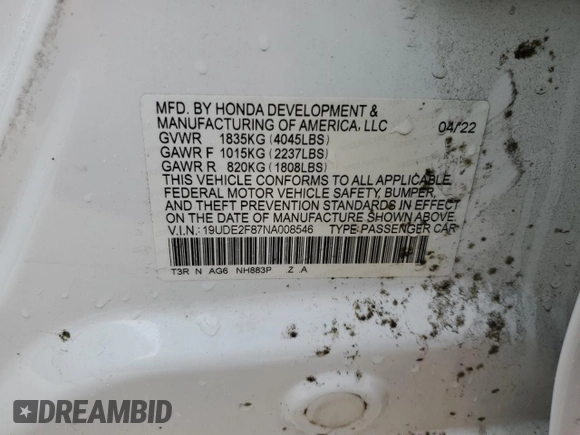 MFD. BY HONDA DEVELOPMENT &
MANUFACTURING OF AMERICA, LLC 04/22
GVWR 1835KG (4045LBS)
GAWR F 1015KG (2237LBS)
GAWR R 820KG (1808LBS)
THIS VEHICLE CONFORMS TO ALL APPLICABLE
FEDERAL MOTOR VEHICLE SAFETY, BUMPER,
AND THEFT PREVENTION STANDARDS IN EFFECT
ON THE DATE OF MANUFACTURE SHOWN ABOVE.
V.I.N.: 19UDE2F87NA008546 TYPE:PASSENGER CAR
T3R N AG6 NH883P Z A
DREAMBID